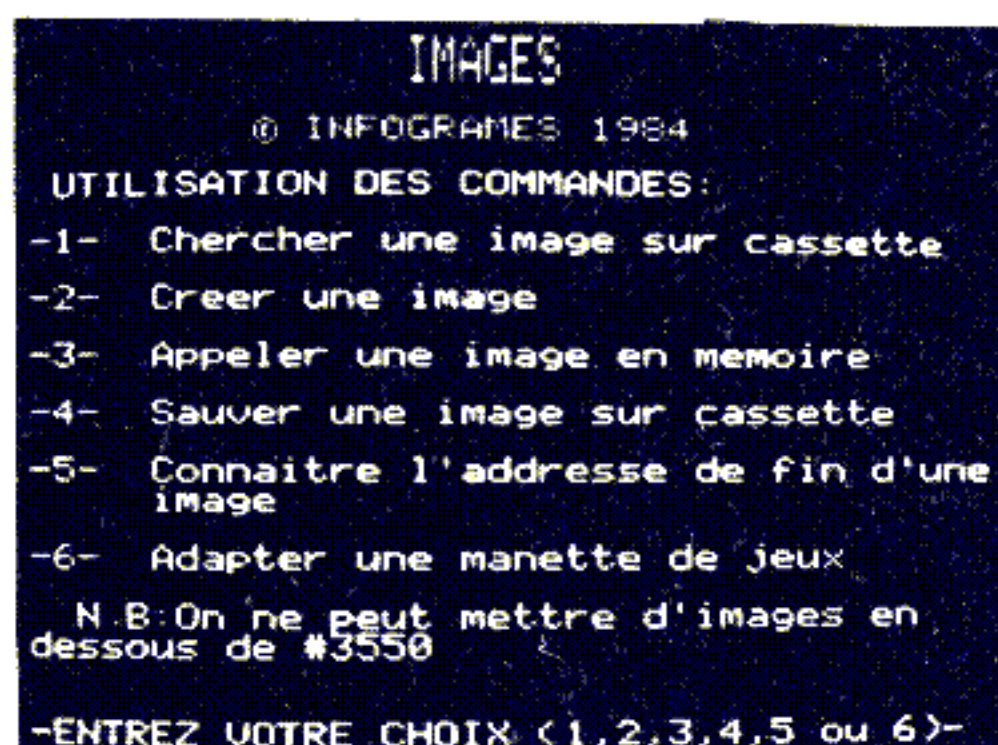 IMAGES
© INFOGRAMES 1984
UTILISATION DES COMMANDES:
-1- Chercher une image sur cassette
-2- Creer une image
-3- Appeler une image en memoire
-4- Sauver une image sur cassette
-5- Connaitre l'addresse de fin d'une
image
-6- Adapter une manette de jeux
N.B:On ne peut mettre d'images en
dessous de #3550
-ENTREZ VOTRE CHOIX (1,2,3,4,5 ou 6)-